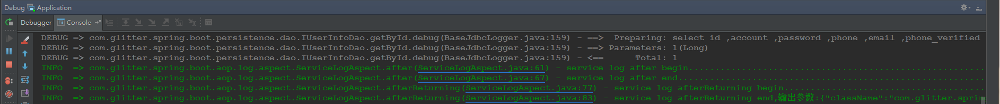 Debug Application
Debugger Console
DEBUG => com.glitter.spring.boot.persistence.dao.IUserInfoDao.getById.debug(BaseJdbcLogger.java:159) - ==>  Preparing: select id ,account ,password ,phone ,email ,phone_verified
DEBUG => com.glitter.spring.boot.persistence.dao.IUserInfoDao.getById.debug(BaseJdbcLogger.java:159) - ==> Parameters: 1(Long)
DEBUG => com.glitter.spring.boot.persistence.dao.IUserInfoDao.getById.debug(BaseJdbcLogger.java:159) - <==      Total: 1
INFO  => com.glitter.spring.boot.aop.log.aspect.ServiceLogAspect.after(ServiceLogAspect.java:61) - service log after begin........................................................
INFO  => com.glitter.spring.boot.aop.log.aspect.ServiceLogAspect.after(ServiceLogAspect.java:67) - service log after end..........................................................
INFO  => com.glitter.spring.boot.aop.log.aspect.ServiceLogAspect.afterReturning(ServiceLogAspect.java:77) - service log afterReturning begin......................................
INFO  => com.glitter.spring.boot.aop.log.aspect.ServiceLogAspect.afterReturning(ServiceLogAspect.java:83) - service log afterReturning end,输出参数:{"className":"com.glitter.sprin